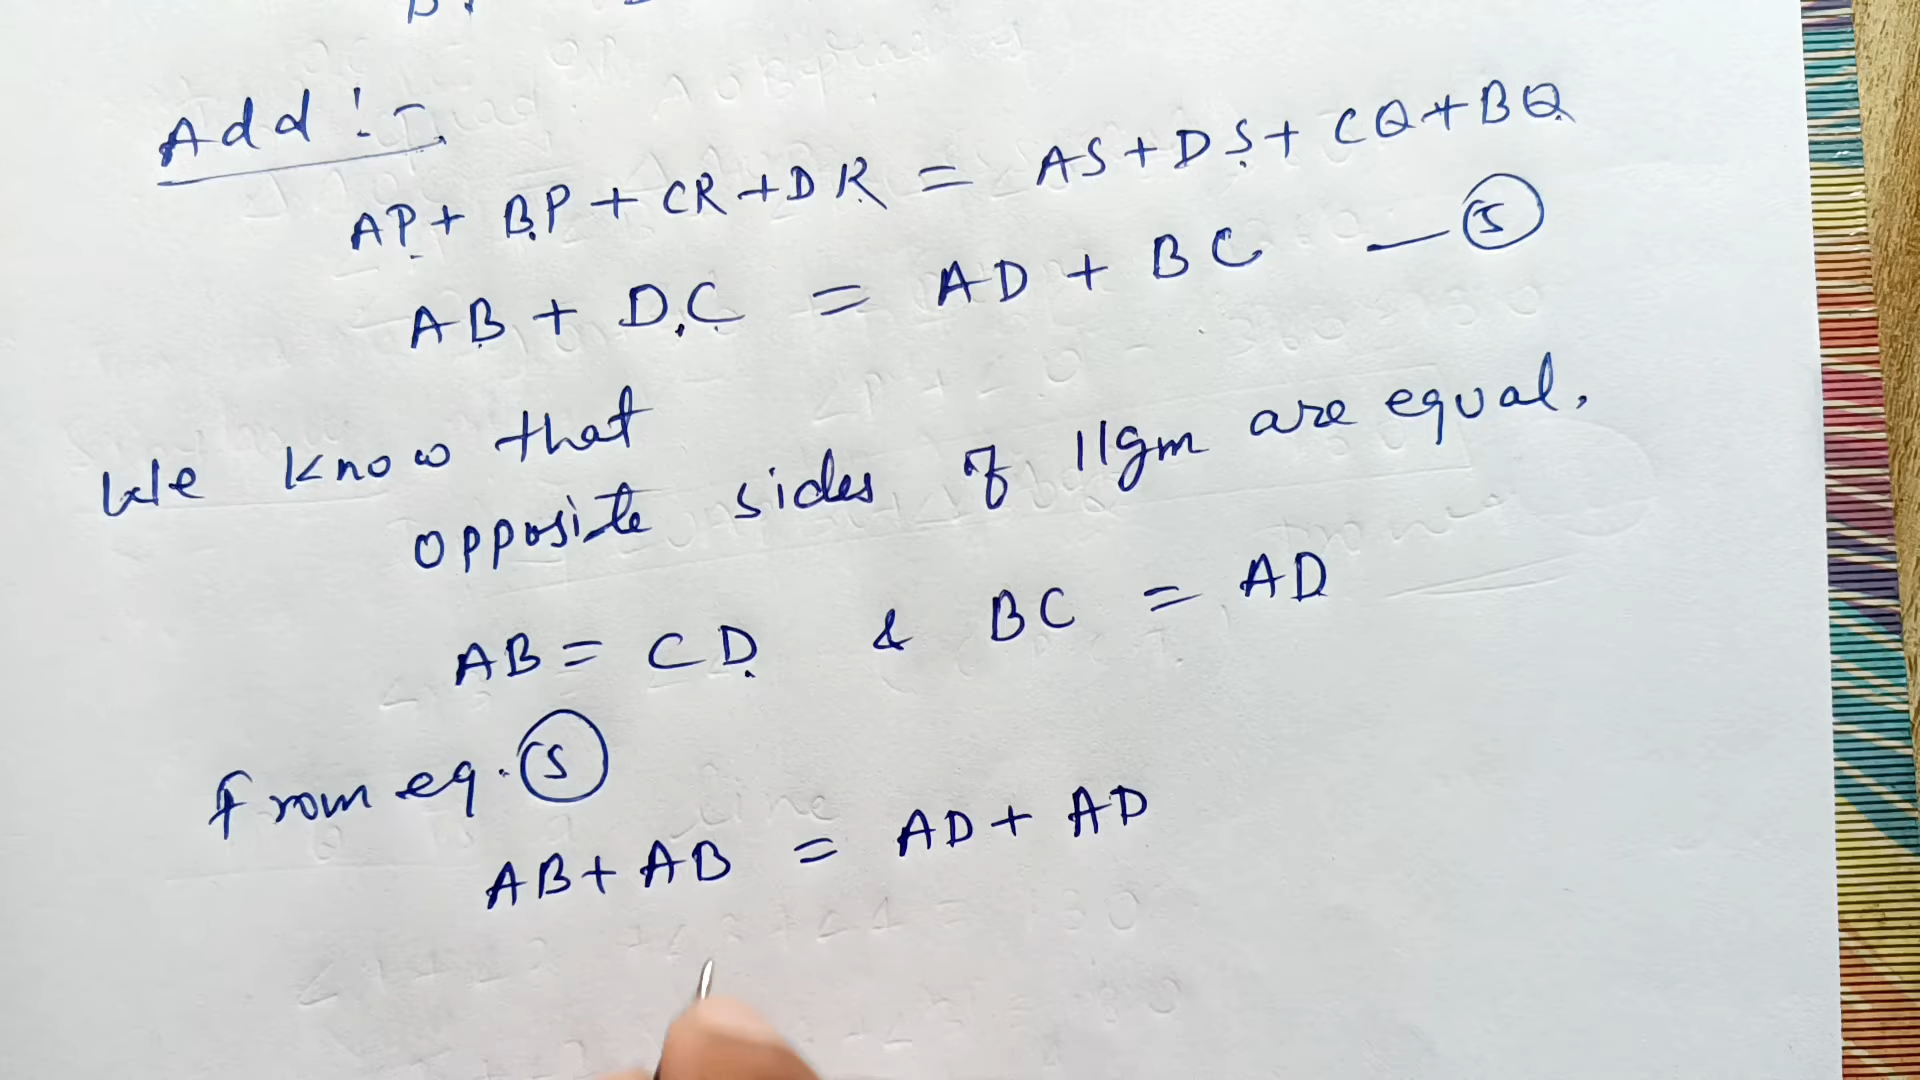 Add :-
AP + BP + CR + DR = AS + DS + CQ + BQ
AB + DC = AD + BC — ⑤
We know that
opposite sides of ||gm are equal.
AB = CD & BC = AD
from eq. ⑤
AB + AB = AD + AD